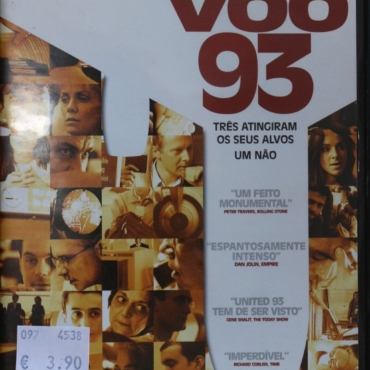 VOO
93
TRÊS ATINGIRAM
OS SEUS ALVOS
UM NÃO
"UM FEITO
MONUMENTAL"
PETER TRAVERS, ROLLING STONE
"ESPANTOSAMENTE
INTENSO"
DAN JOLIN, EMPIRE
"UNITED 93
TEM DE SER VISTO"
GENE SHALIT, THE TODAY SHOW
"IMPERDÍVEL"
RICHARD CORLISS, TIME
097 4538
€ 3.90